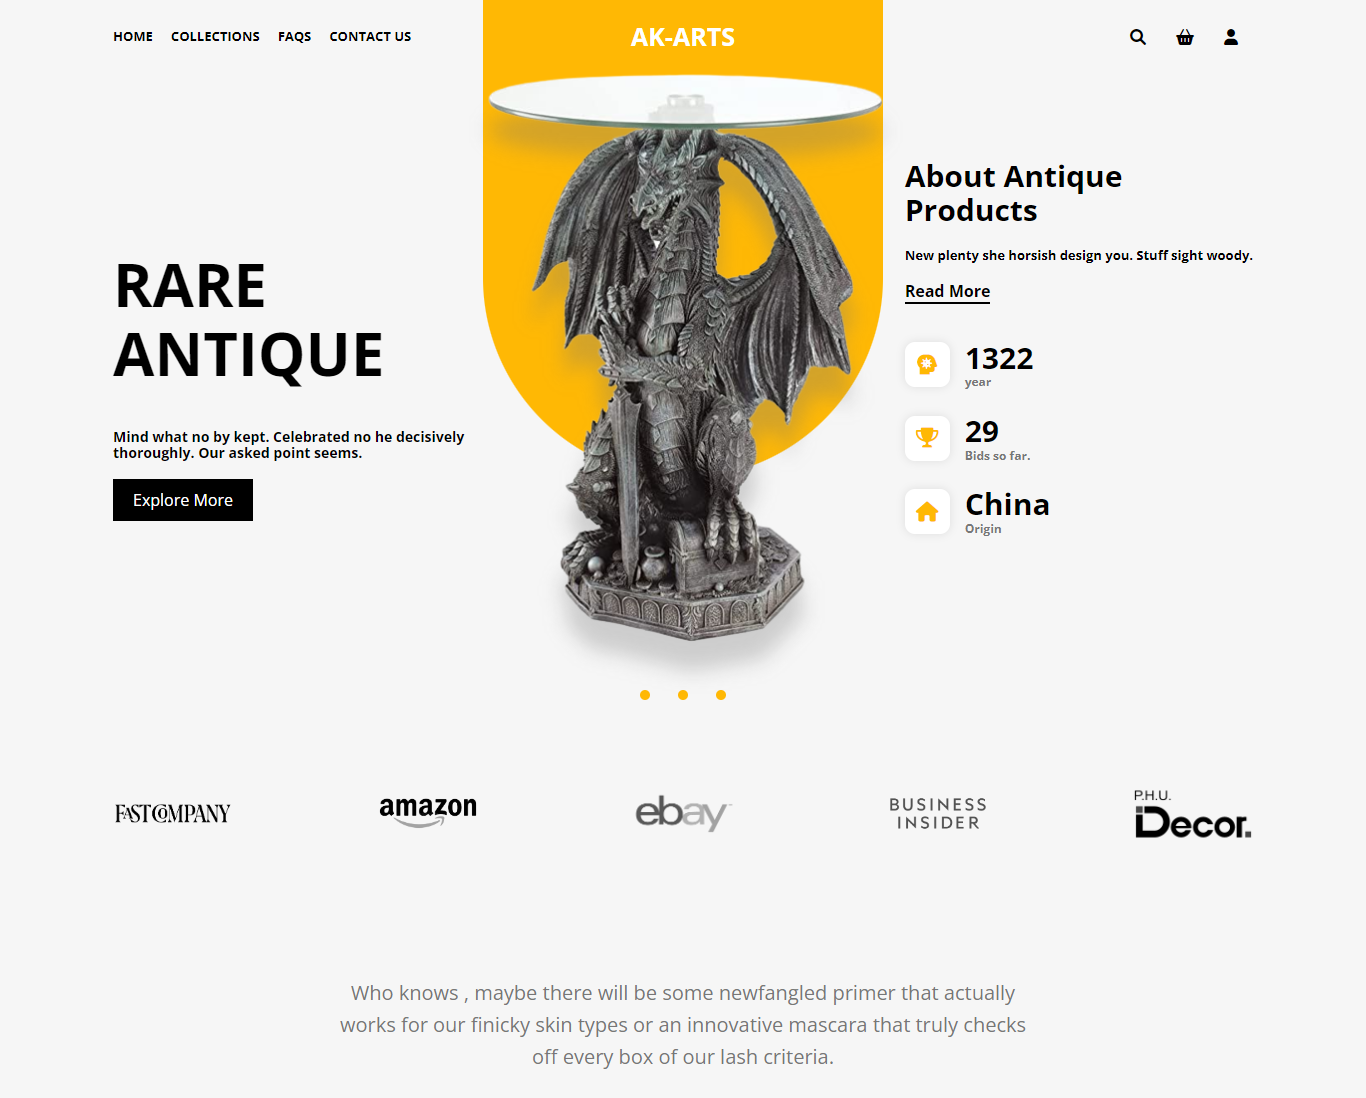 HOME COLLECTIONS FAQS CONTACT US
AK-ARTS
RARE
ANTIQUE
Mind what no by kept. Celebrated no he decisively
thoroughly. Our asked point seems.
Explore More
About Antique
Products
New plenty she horsish design you. Stuff sight woody.
Read More
1322
year
29
Bids so far.
China
Origin
FAST COMPANY
amazon
ebay
BUSINESS
INSIDER
P.H.U.
Decor.
Who knows , maybe there will be some newfangled primer that actually
works for our finicky skin types or an innovative mascara that truly checks
off every box of our lash criteria.